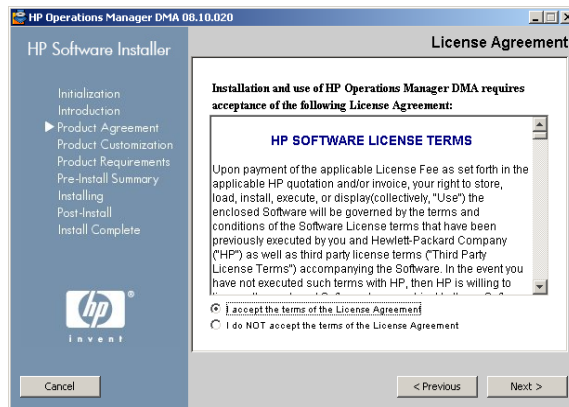 HP Operations Manager DMA 08.10.020
HP Software Installer
License Agreement
Initialization
Introduction
Product Agreement
Product Customization
Product Requirements
Pre-Install Summary
Installing
Post-Install
Install Complete
hp
®
invent
Installation and use of HP Operations Manager DMA requires
acceptance of the following License Agreement:
HP SOFTWARE LICENSE TERMS
Upon payment of the applicable License Fee as set forth in the
applicable HP quotation and/or invoice, your right to store,
load, install, execute, or display(collectively, "Use") the
enclosed Software will be governed by the terms and
conditions of the Software License terms that have been
previously executed by you and Hewlett-Packard Company
("HP") as well as third party license terms ("Third Party
License Terms") accompanying the Software. In the event you
have not executed such terms with HP, then HP is willing to
I accept the terms of the License Agreement
I do NOT accept the terms of the License Agreement
Cancel
< Previous
Next >